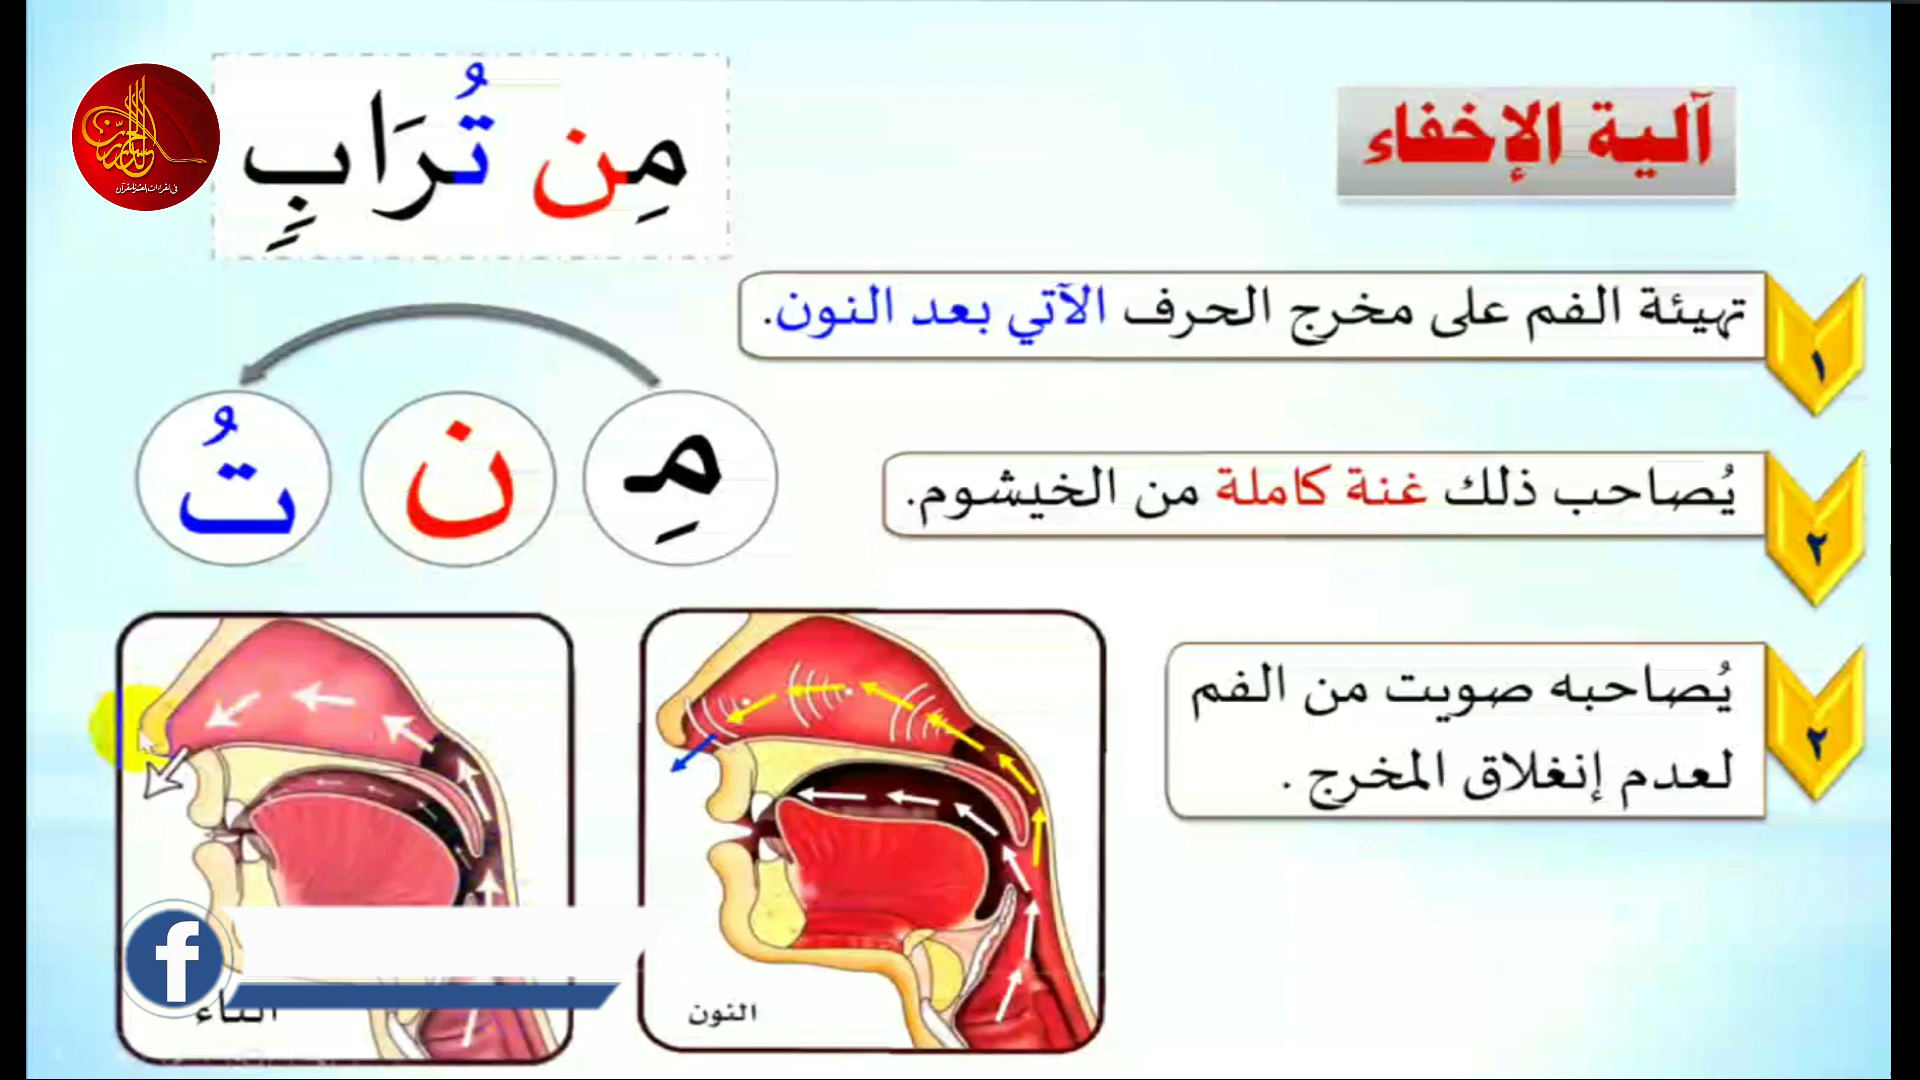 آلية الإخفاء
مِن تُرَابٍ
تهيئة الفم على مخرج الحرف الآتي بعد النون.
١
مِ
ن
تُ
يُصاحب ذلك غنة كاملة من الخيشوم.
٢
يُصاحبه صويت من الفم
لعدم إنغلاق المخرج .
٢
النون
f